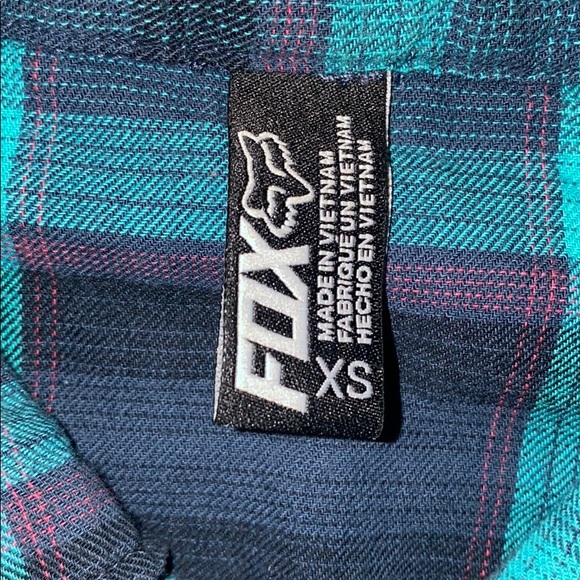 FOX
MADE IN VIETNAM
FABRIQUE UN VIETNAM
HECHO EN VIETNAM
XS